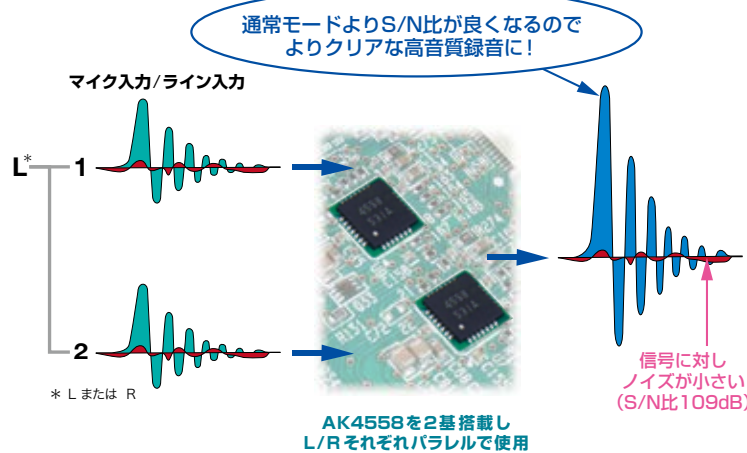 通常モードよりS/N比が良くなるので
よりクリアな高音質録音に!
マイク入力/ライン入力
L*
1
2
* L または R
4558
4558
AK4558を2基搭載し
L/Rそれぞれパラレルで使用
信号に対し
ノイズが小さい
(S/N比109dB)